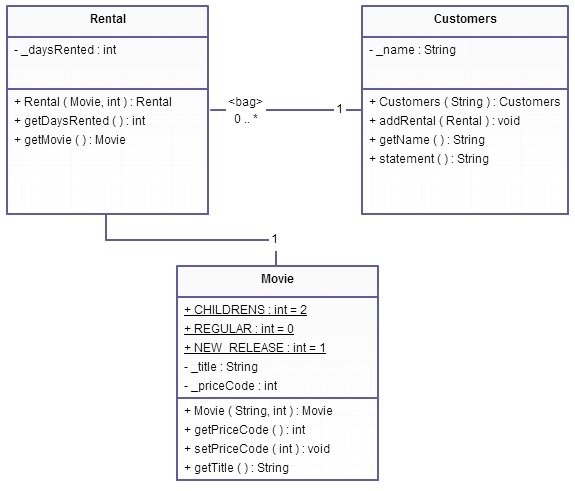 Rental
- _daysRented : int
+ Rental ( Movie, int ) : Rental
+ getDaysRented ( ) : int
+ getMovie ( ) : Movie
<bag>
0 .. *
1
Customers
- _name : String
+ Customers ( String ) : Customers
+ addRental ( Rental ) : void
+ getName ( ) : String
+ statement ( ) : String
1
Movie
+ CHILDRENS : int = 2
+ REGULAR : int = 0
+ NEW_RELEASE : int = 1
- _title : String
- _priceCode : int
+ Movie ( String, int ) : Movie
+ getPriceCode ( ) : int
+ setPriceCode ( int ) : void
+ getTitle ( ) : String